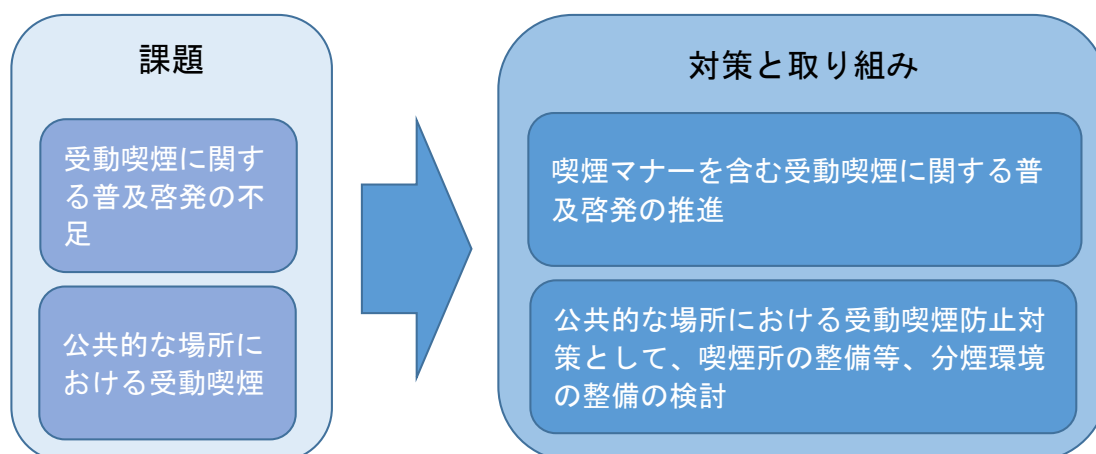 課題
受動喫煙に関す
る普及啓発の不
足
公共的な場所に
おける受動喫煙
対策と取り組み
喫煙マナーを含む受動喫煙に関する普
及啓発の推進
公共的な場所における受動喫煙防止対
策として、喫煙所の整備等、分煙環境
の整備の検討